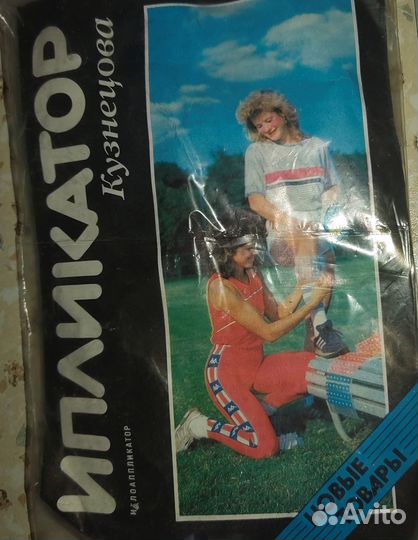 ИПЛИКАТОР
Кузнецова
ИГЛОАППЛИКАТОР
НОВЫЕ
ТОВАРЫ
Avito